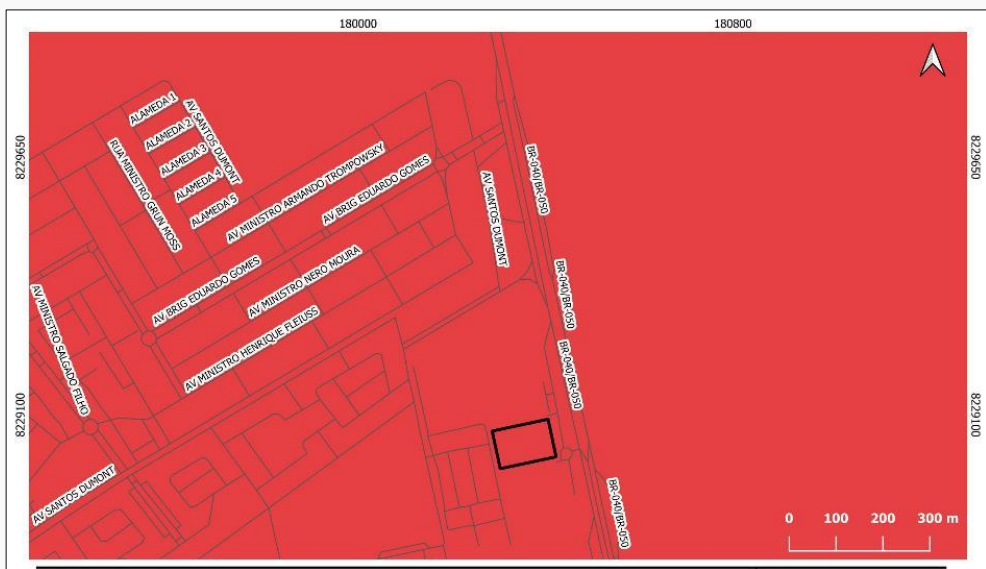 180000
180800
8229650
8229650
ALAMEDA 1
ALAMEDA 2
ALAMEDA 3
ALAMEDA 4
ALAMEDA 5
AV SANTOS DUMONT
RUA MINISTRO GRUN MOSS
AV MINISTRO ARMANDO TROMPOWSKY
AV BRIG EDUARDO GOMES
AV SANTOS DUMONT
BR-040/BR-050
AV BRIG EDUARDO GOMES
AV MINISTRO NERO MOURA
BR-040/BR-050
AV MINISTRO SALGADO FILHO
AV MINISTRO HENRIQUE FLEIUSS
BR-040/BR-050
8229100
8229100
AV SANTOS DUMONT
BR-040/BR-050
0 100 200 300 m